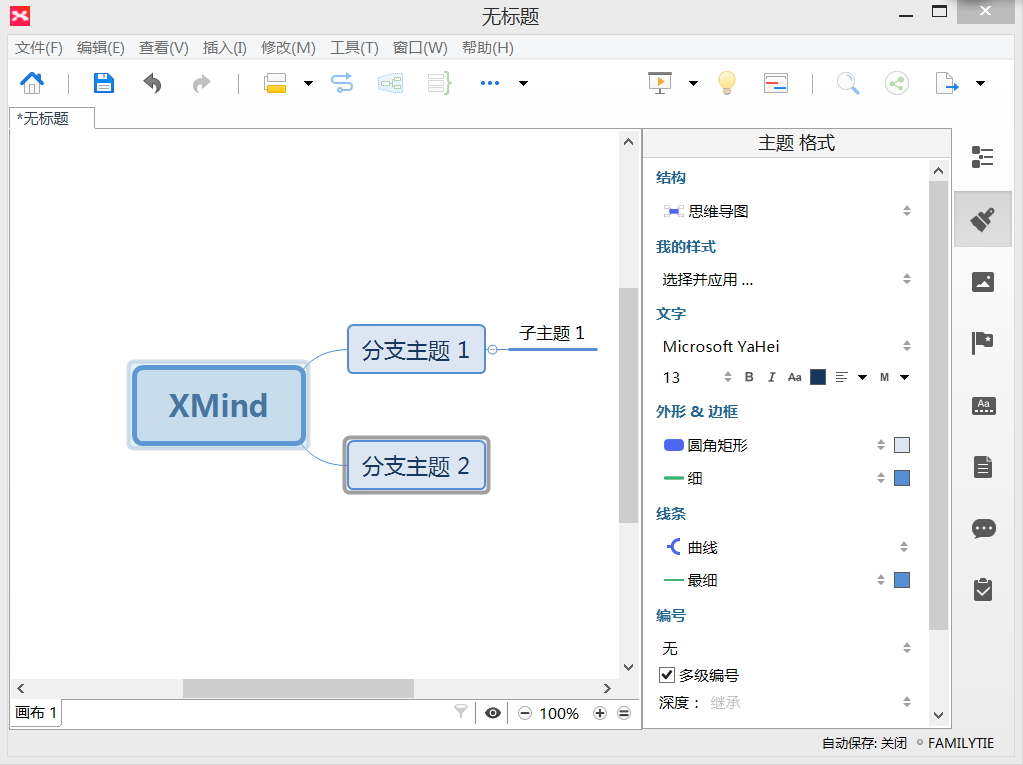 无标题
文件(F) 编辑(E) 查看(V) 插入(I) 修改(M) 工具(T) 窗口(W) 帮助(H)
*无标题
XMind
分支主题 1
子主题 1
分支主题 2
画布 1
100%
主题 格式
结构
思维导图
我的样式
选择并应用 ...
文字
Microsoft YaHei
13 B I Aa M
外形 & 边框
圆角矩形
细
线条
曲线
最细
编号
无
多级编号
深度： 继承
Aa
自动保存: 关闭 FAMILYTIE